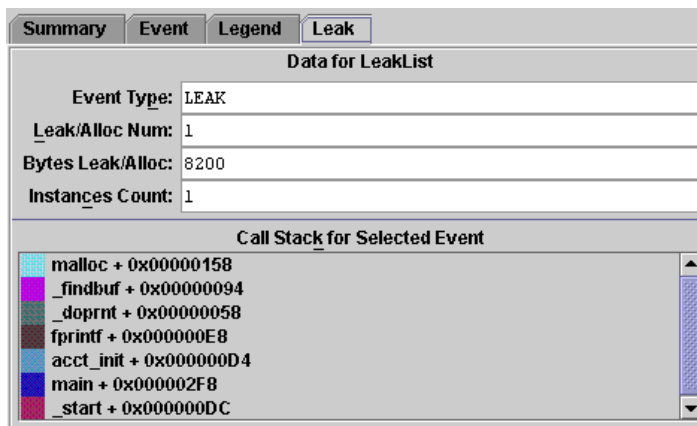 Summary Event Legend Leak
Data for LeakList
Event Type: LEAK
Leak/Alloc Num: 1
Bytes Leak/Alloc: 8200
Instances Count: 1
Call Stack for Selected Event
malloc + 0x00000158
_findbuf + 0x00000094
_doprnt + 0x00000058
fprintf + 0x000000E8
acct_init + 0x000000D4
main + 0x000002F8
_start + 0x000000DC